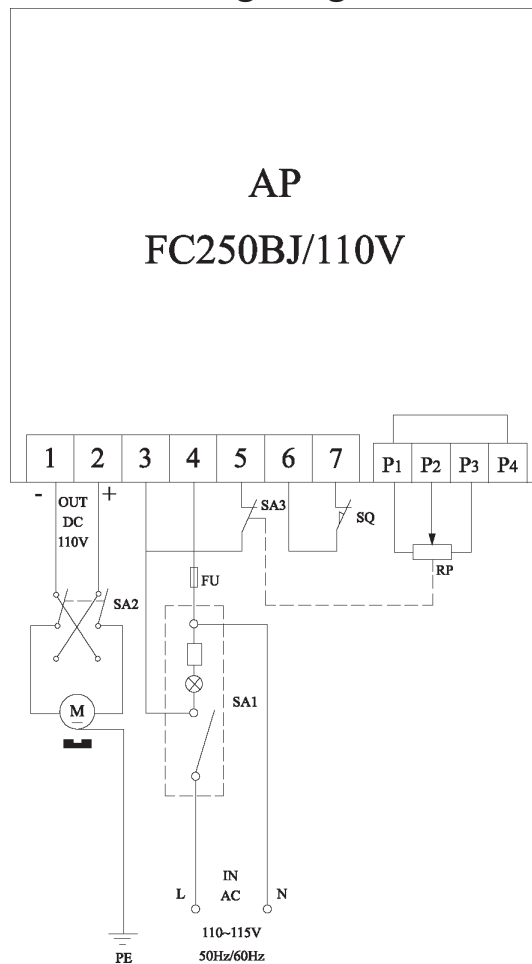 AP
FC250BJ/110V
1 2 3 4 5 6 7
P1 P2 P3 P4
- OUT +
DC
110V
SA3
SQ
RP
FU
SA2
SA1
M
L IN N
AC
110~115V
50Hz/60Hz
PE